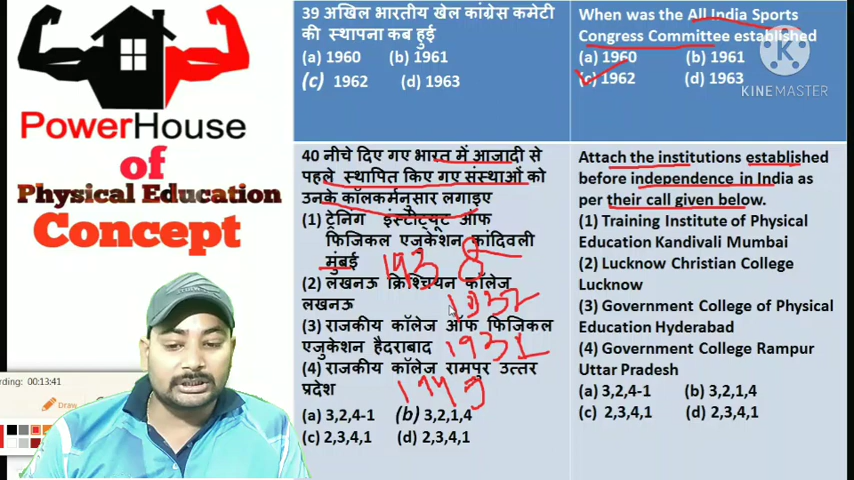 PowerHouse
of
Physical Education
Concept
39 अखिल भारतीय खेल कांग्रेस कमेटी
की स्थापना कब हुई
(a) 1960 (b) 1961
(c) 1962 (d) 1963
When was the All India Sports
Congress Committee established
(a) 1960 (b) 1961
(c) 1962 (d) 1963
KINEMASTER
40 नीचे दिए गए भारत में आजादी से
पहले स्थापित किए गए संस्थाओं को
उनके कॉलकर्मनुसार लगाइए
(1) ट्रेनिंग इंस्टीट्यूट ऑफ
फिजिकल एजुकेशन कांदिवली
मुंबई
1938
(2) लखनऊ क्रिश्चियन कॉलेज
लखनऊ
1932
(3) राजकीय कॉलेज ऑफ फिजिकल
एजुकेशन हैदराबाद
1931
(4) राजकीय कॉलेज रामपुर उत्तर
प्रदेश
(a) 3,2,4-1 (b) 3,2,1,4
(c) 2,3,4,1 (d) 2,3,4,1
Attach the institutions established
before independence in India as
per their call given below.
(1) Training Institute of Physical
Education Kandivali Mumbai
(2) Lucknow Christian College
Lucknow
(3) Government College of Physical
Education Hyderabad
(4) Government College Rampur
Uttar Pradesh
(a) 3,2,4-1 (b) 3,2,1,4
(c) 2,3,4,1 (d) 2,3,4,1
rding: 00:13:41
Draw